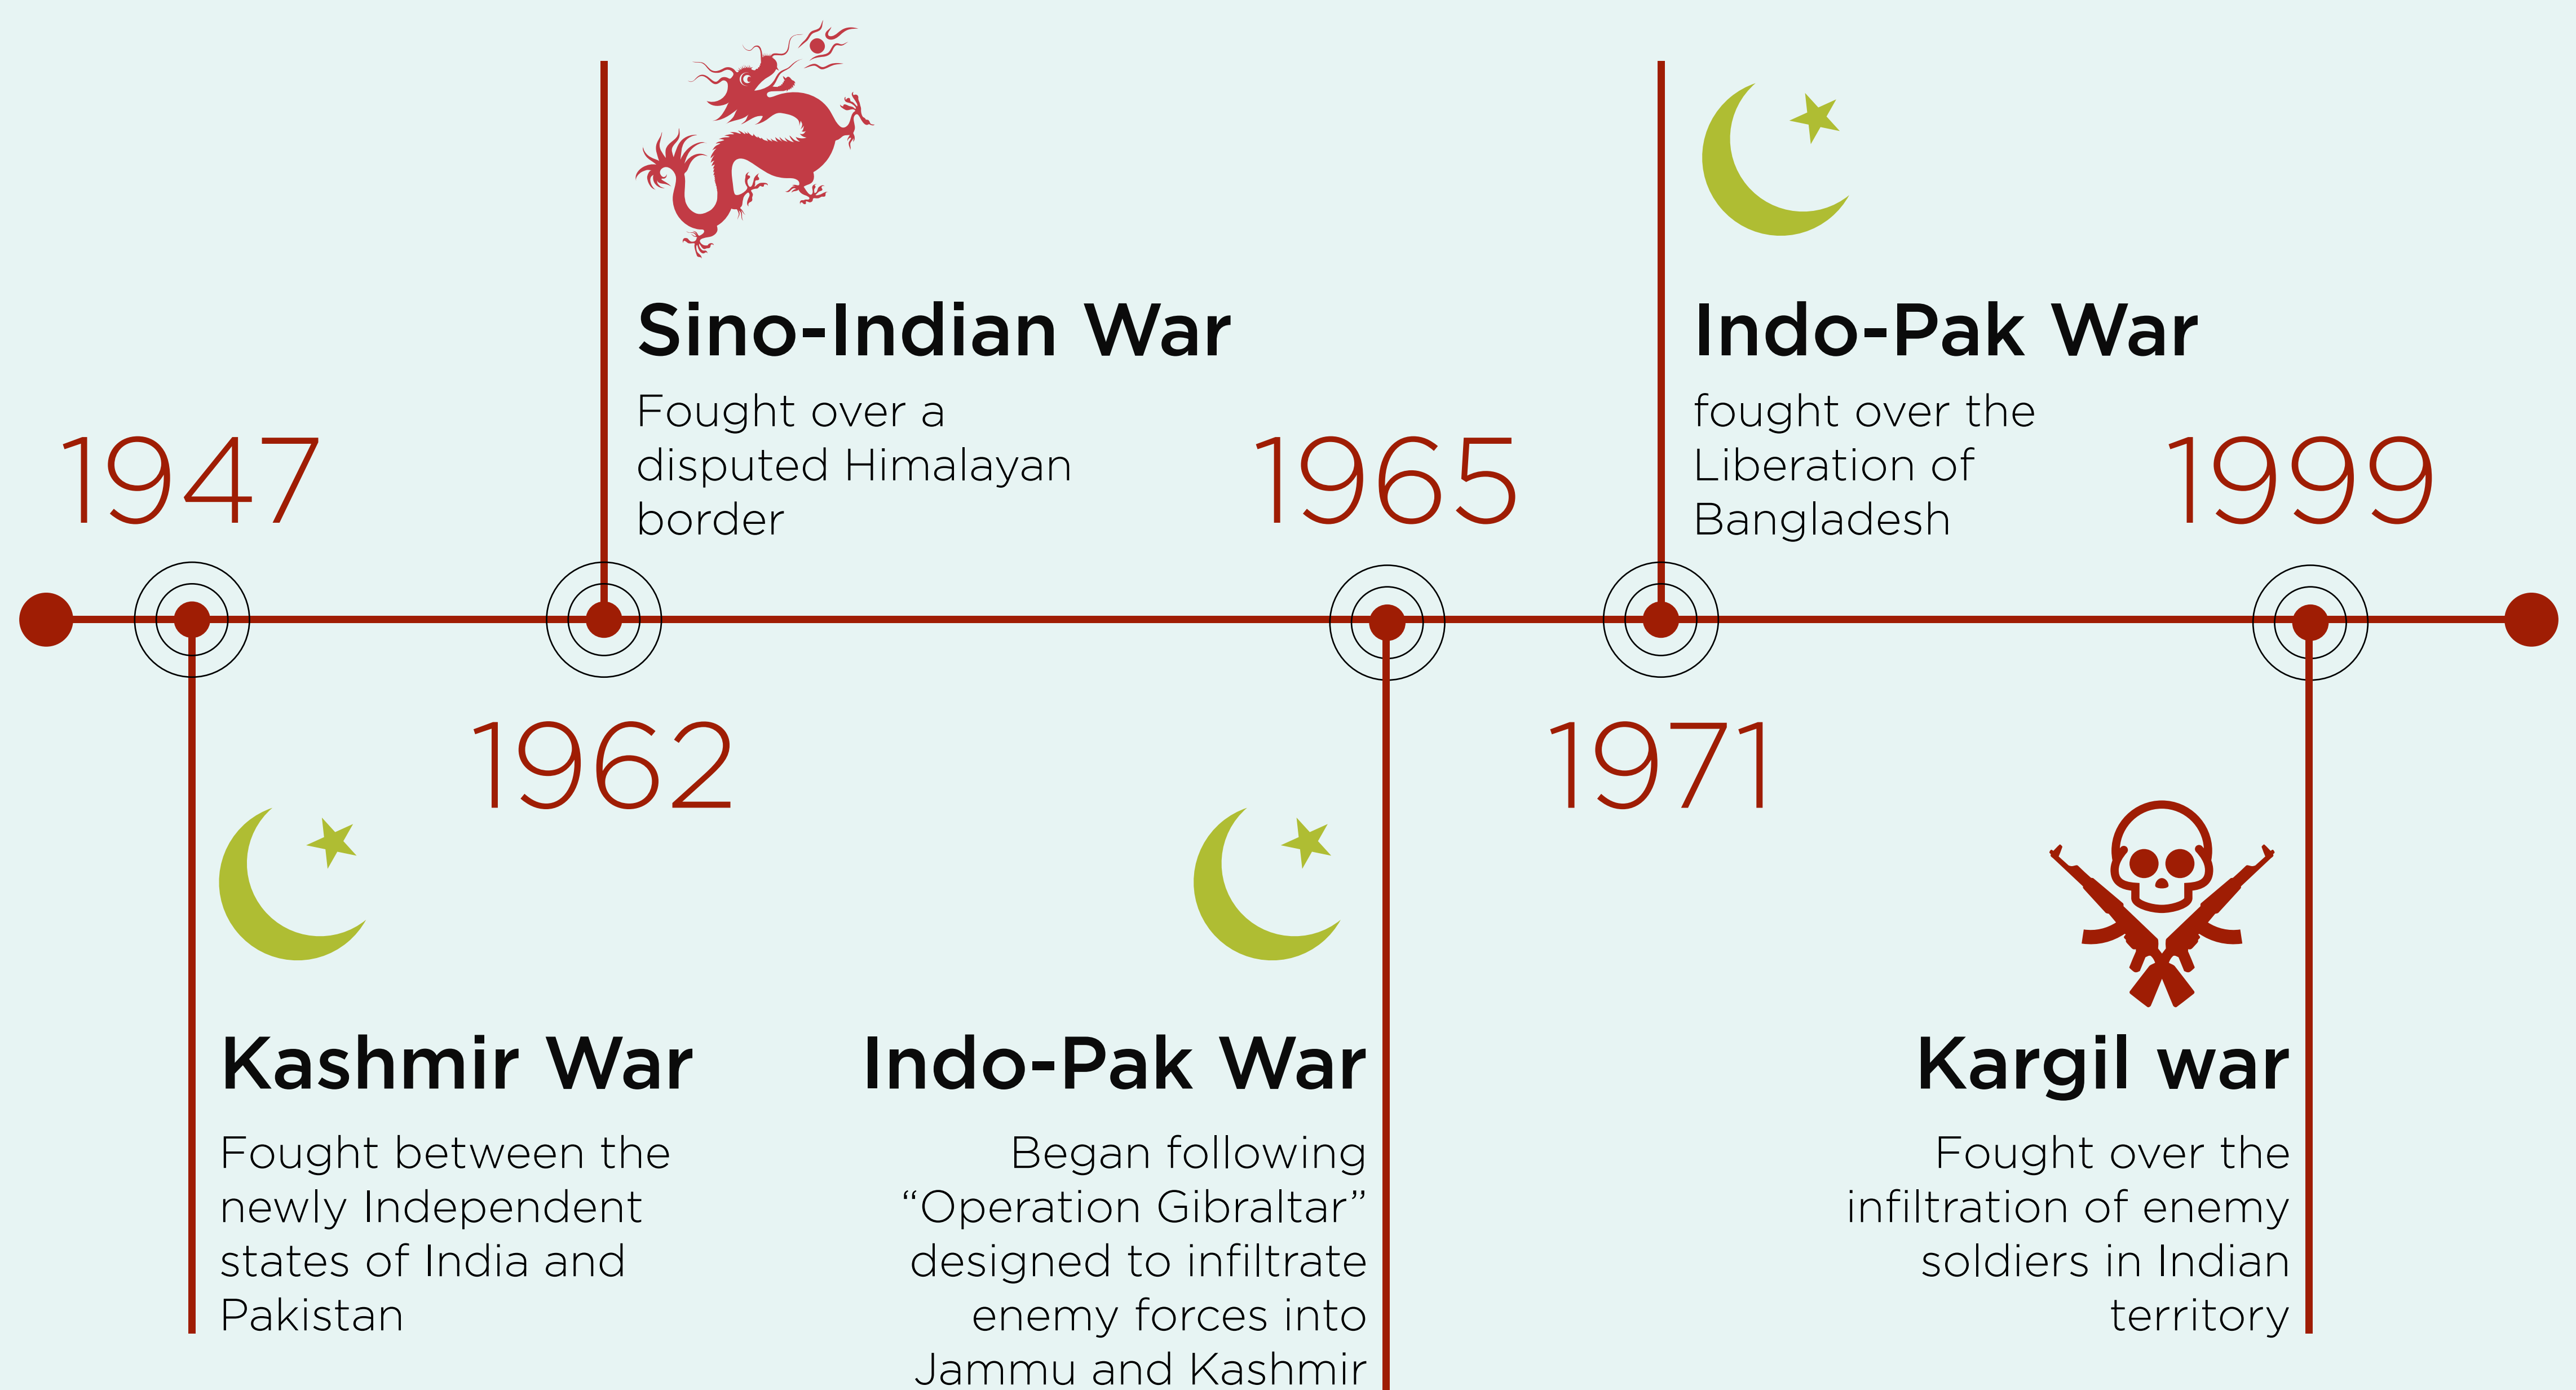 1947
Kashmir War
Fought between the
newly Independent
states of India and
Pakistan
Sino-Indian War
Fought over a
disputed Himalayan
border
1962
1965
Indo-Pak War
Began following
“Operation Gibraltar”
designed to infiltrate
enemy forces into
Jammu and Kashmir
Indo-Pak War
fought over the
Liberation of
Bangladesh
1971
1999
Kargil war
Fought over the
infiltration of enemy
soldiers in Indian
territory